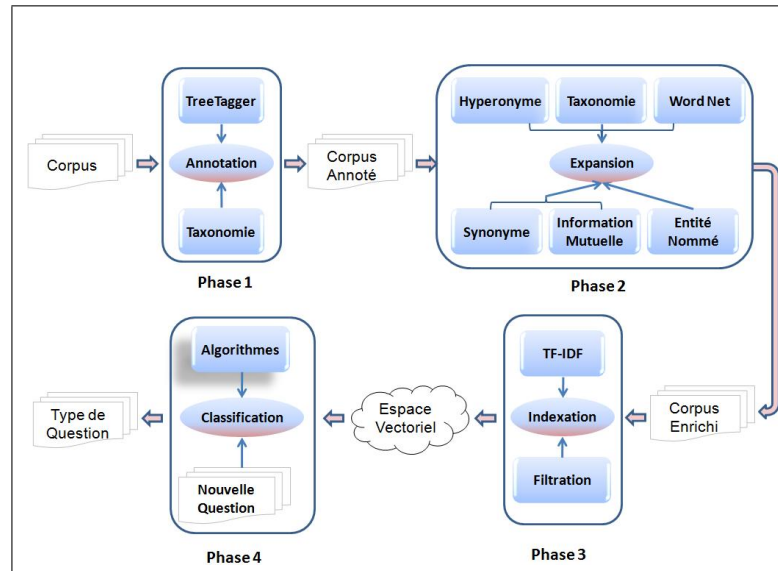 TreeTagger
Corpus
Annotation
Corpus
Annoté
Taxonomie
Phase 1
Hyperonyme
Taxonomie
Word Net
Expansion
Synonyme
Information
Mutuelle
Entité
Nommé
Phase 2
Algorithmes
Type de
Question
Classification
Nouvelle
Question
Phase 4
Espace
Vectoriel
TF-IDF
Indexation
Filtration
Phase 3
Corpus
Enrichi